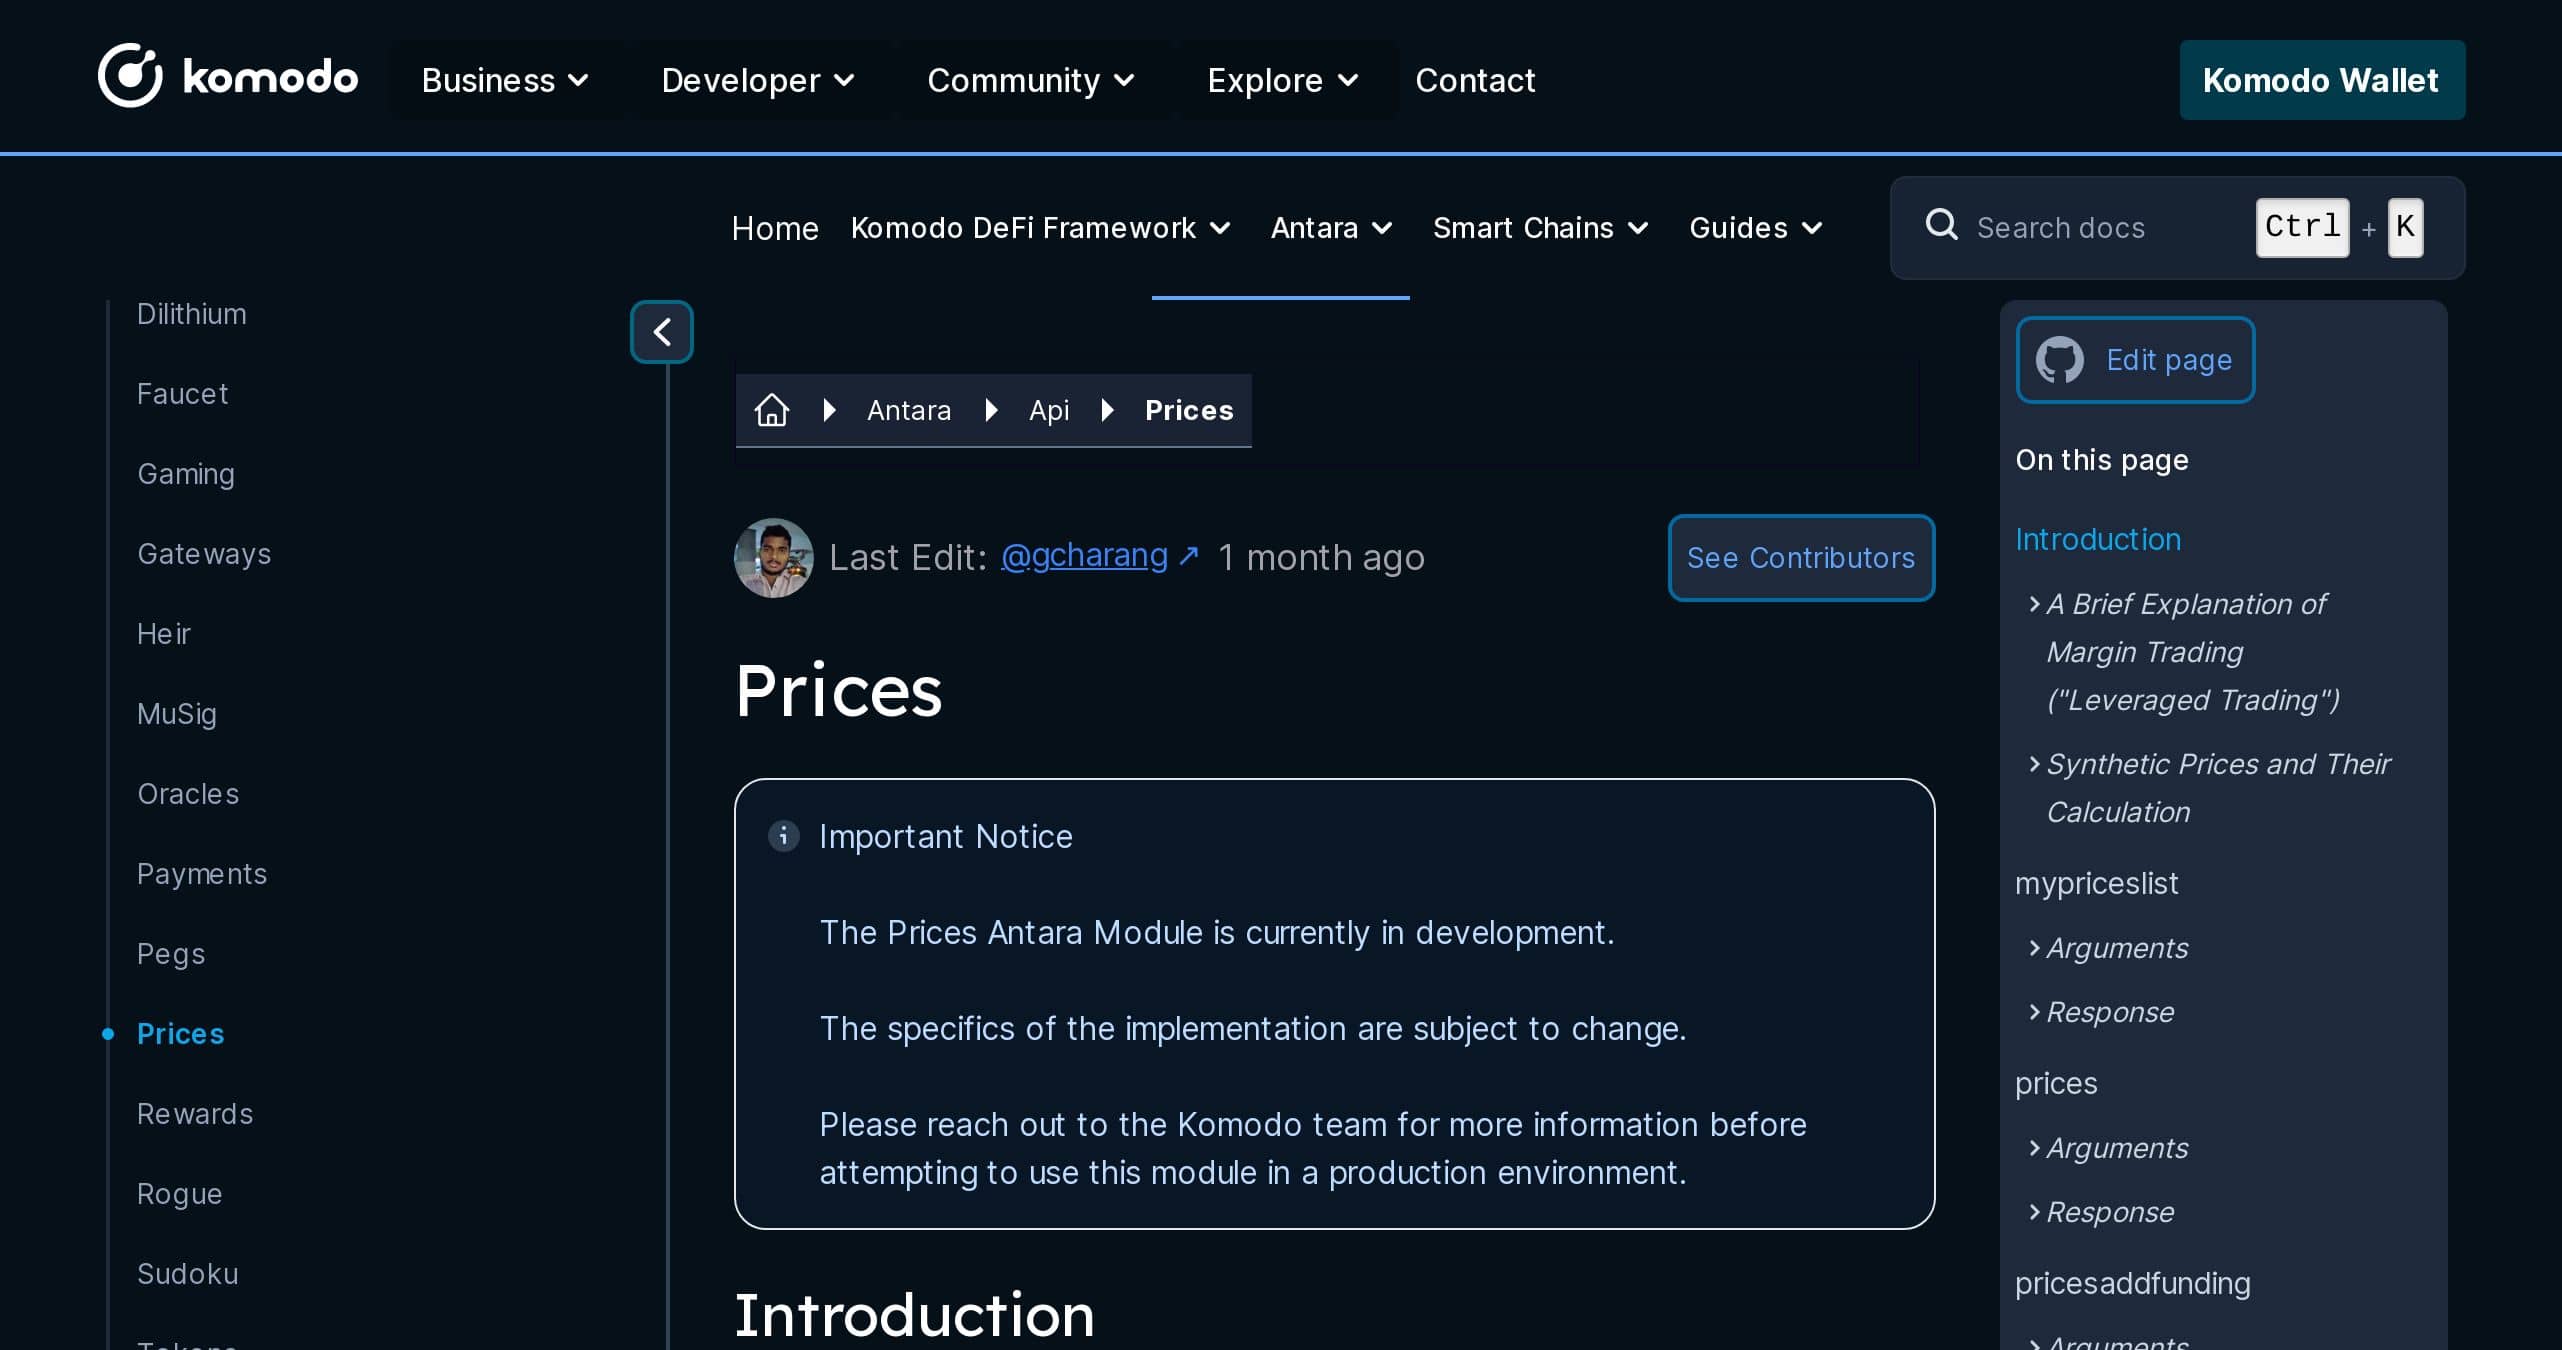 komodo
Business
Developer
Community
Explore
Contact
Komodo Wallet
Home
Komodo DeFi Framework
Antara
Smart Chains
Guides
Search docs
Ctrl + K
Dilithium
Faucet
Gaming
Gateways
Heir
MuSig
Oracles
Payments
Pegs
Prices
Rewards
Rogue
Sudoku
Tokens
Antara
Api
Prices
Last Edit: @gcharang ↗ 1 month ago
See Contributors
Prices
Important Notice
The Prices Antara Module is currently in development.
The specifics of the implementation are subject to change.
Please reach out to the Komodo team for more information before
attempting to use this module in a production environment.
Introduction
Edit page
On this page
Introduction
A Brief Explanation of
Margin Trading
("Leveraged Trading")
Synthetic Prices and Their
Calculation
mypriceslist
Arguments
Response
prices
Arguments
Response
pricesaddfunding
Arguments